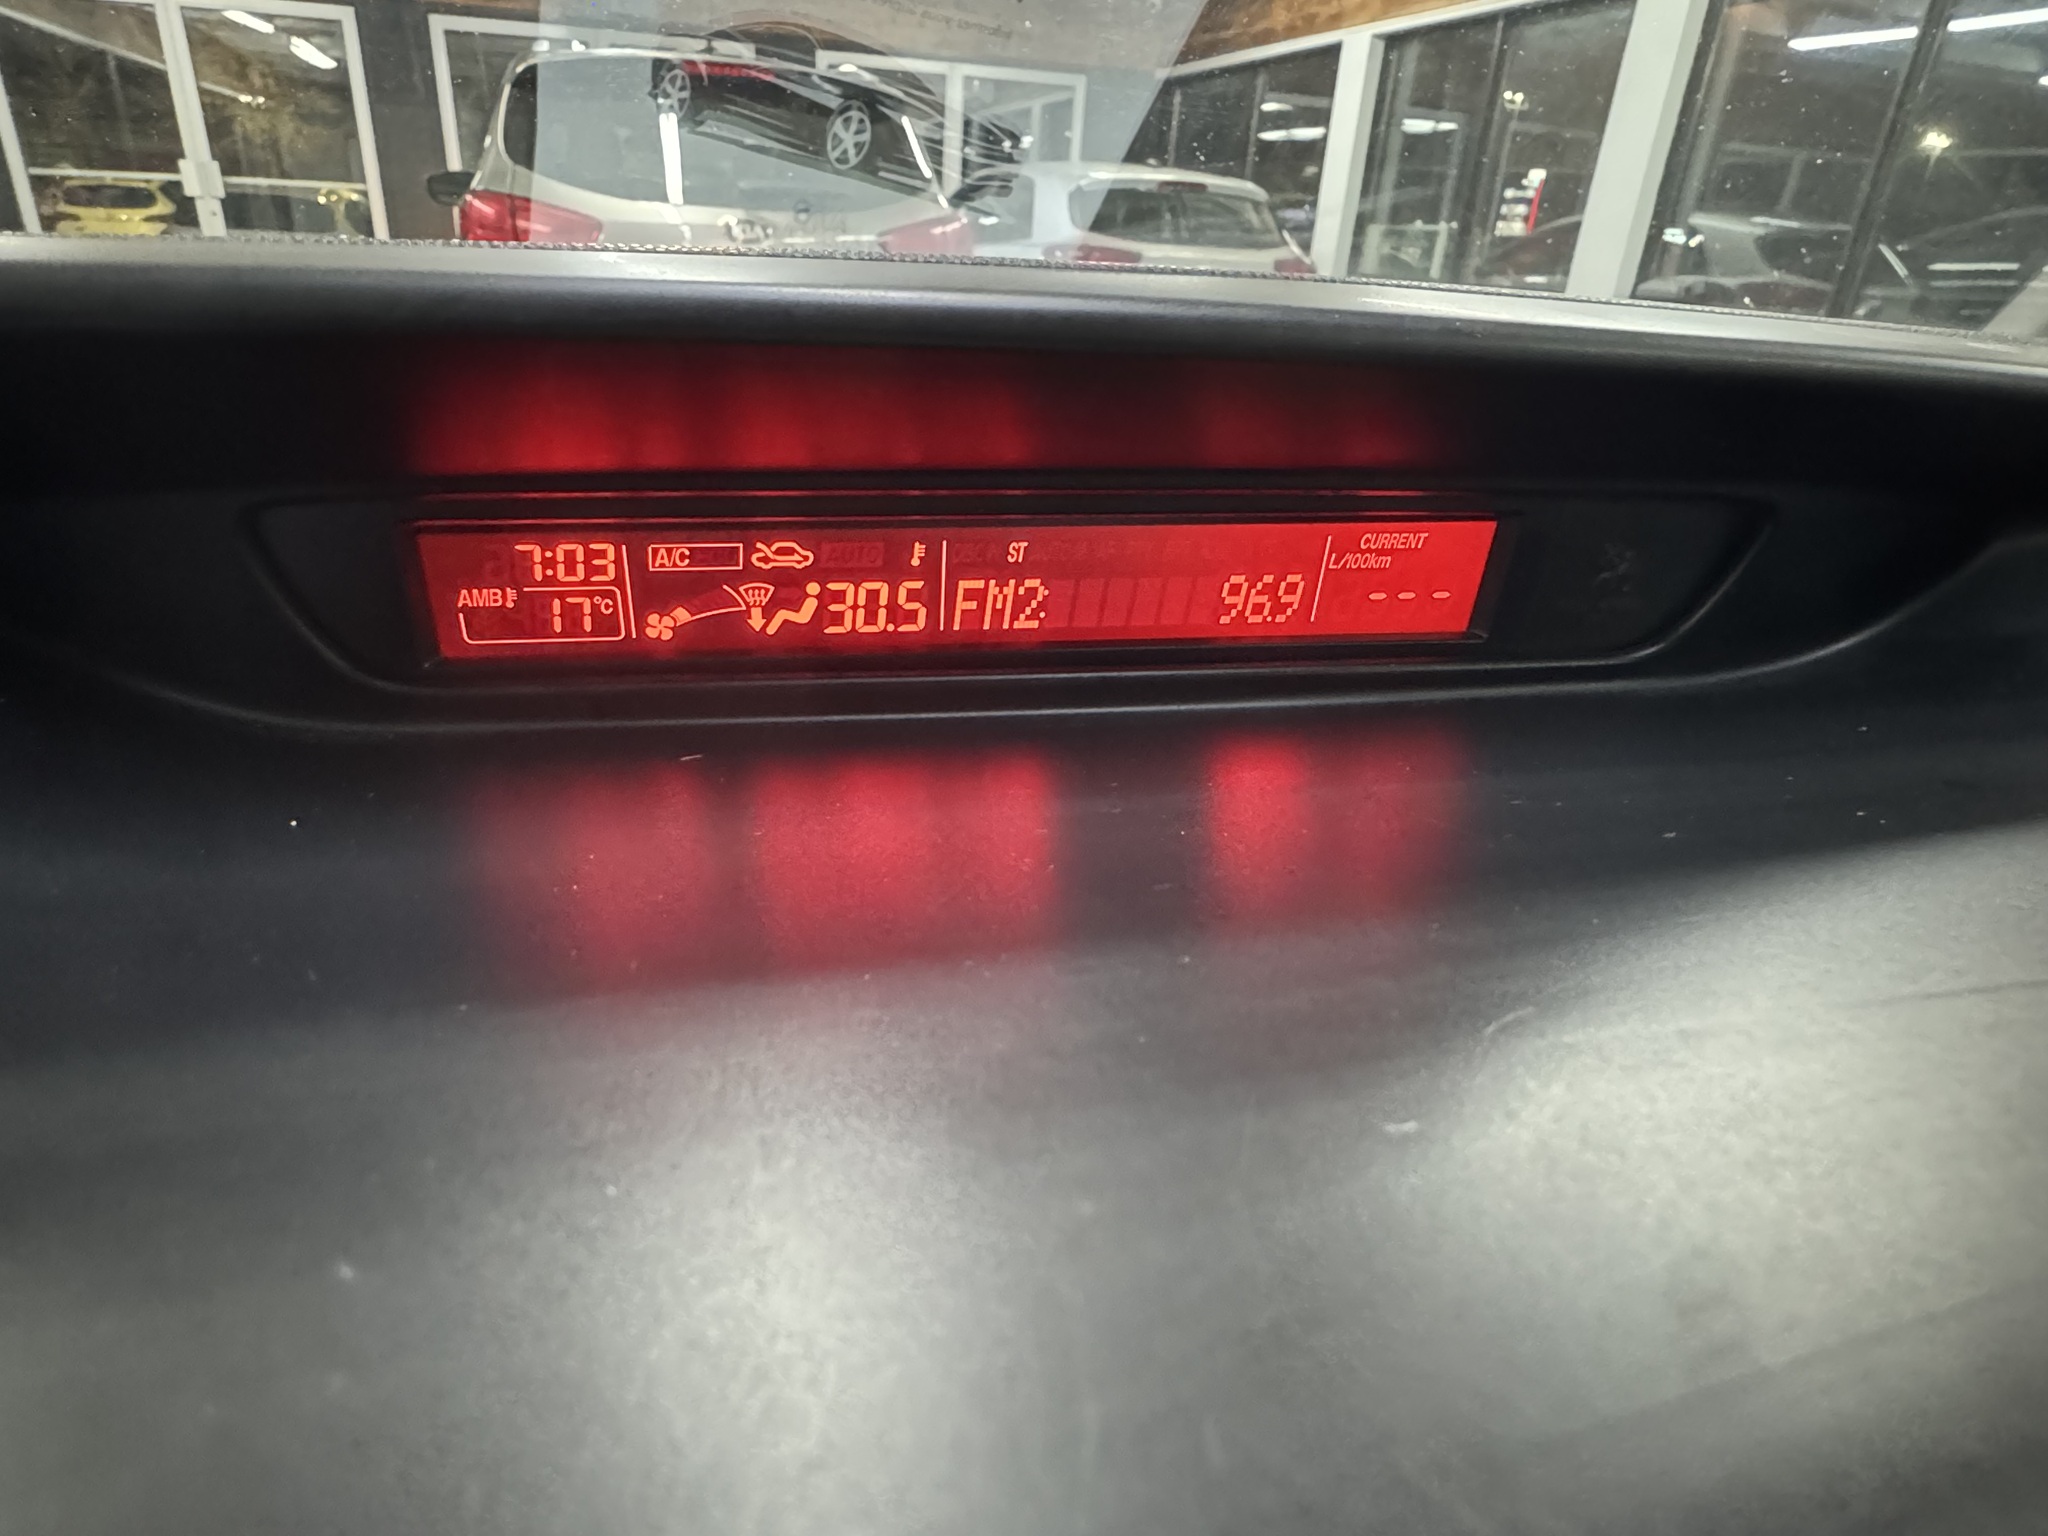 7:03
AMB 17°C
A/C
30.5
ST
FM2 96.9
CURRENT
L/100km
---